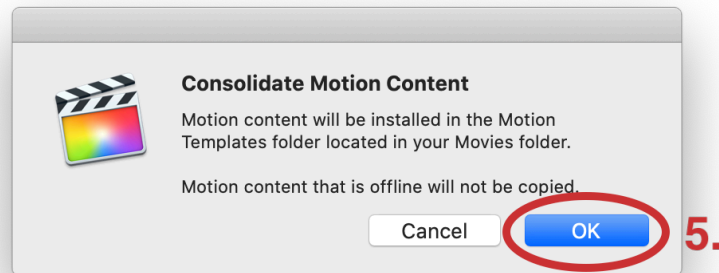 Consolidate Motion Content
Motion content will be installed in the Motion
Templates folder located in your Movies folder.
Motion content that is offline will not be copied.
Cancel
OK
5.